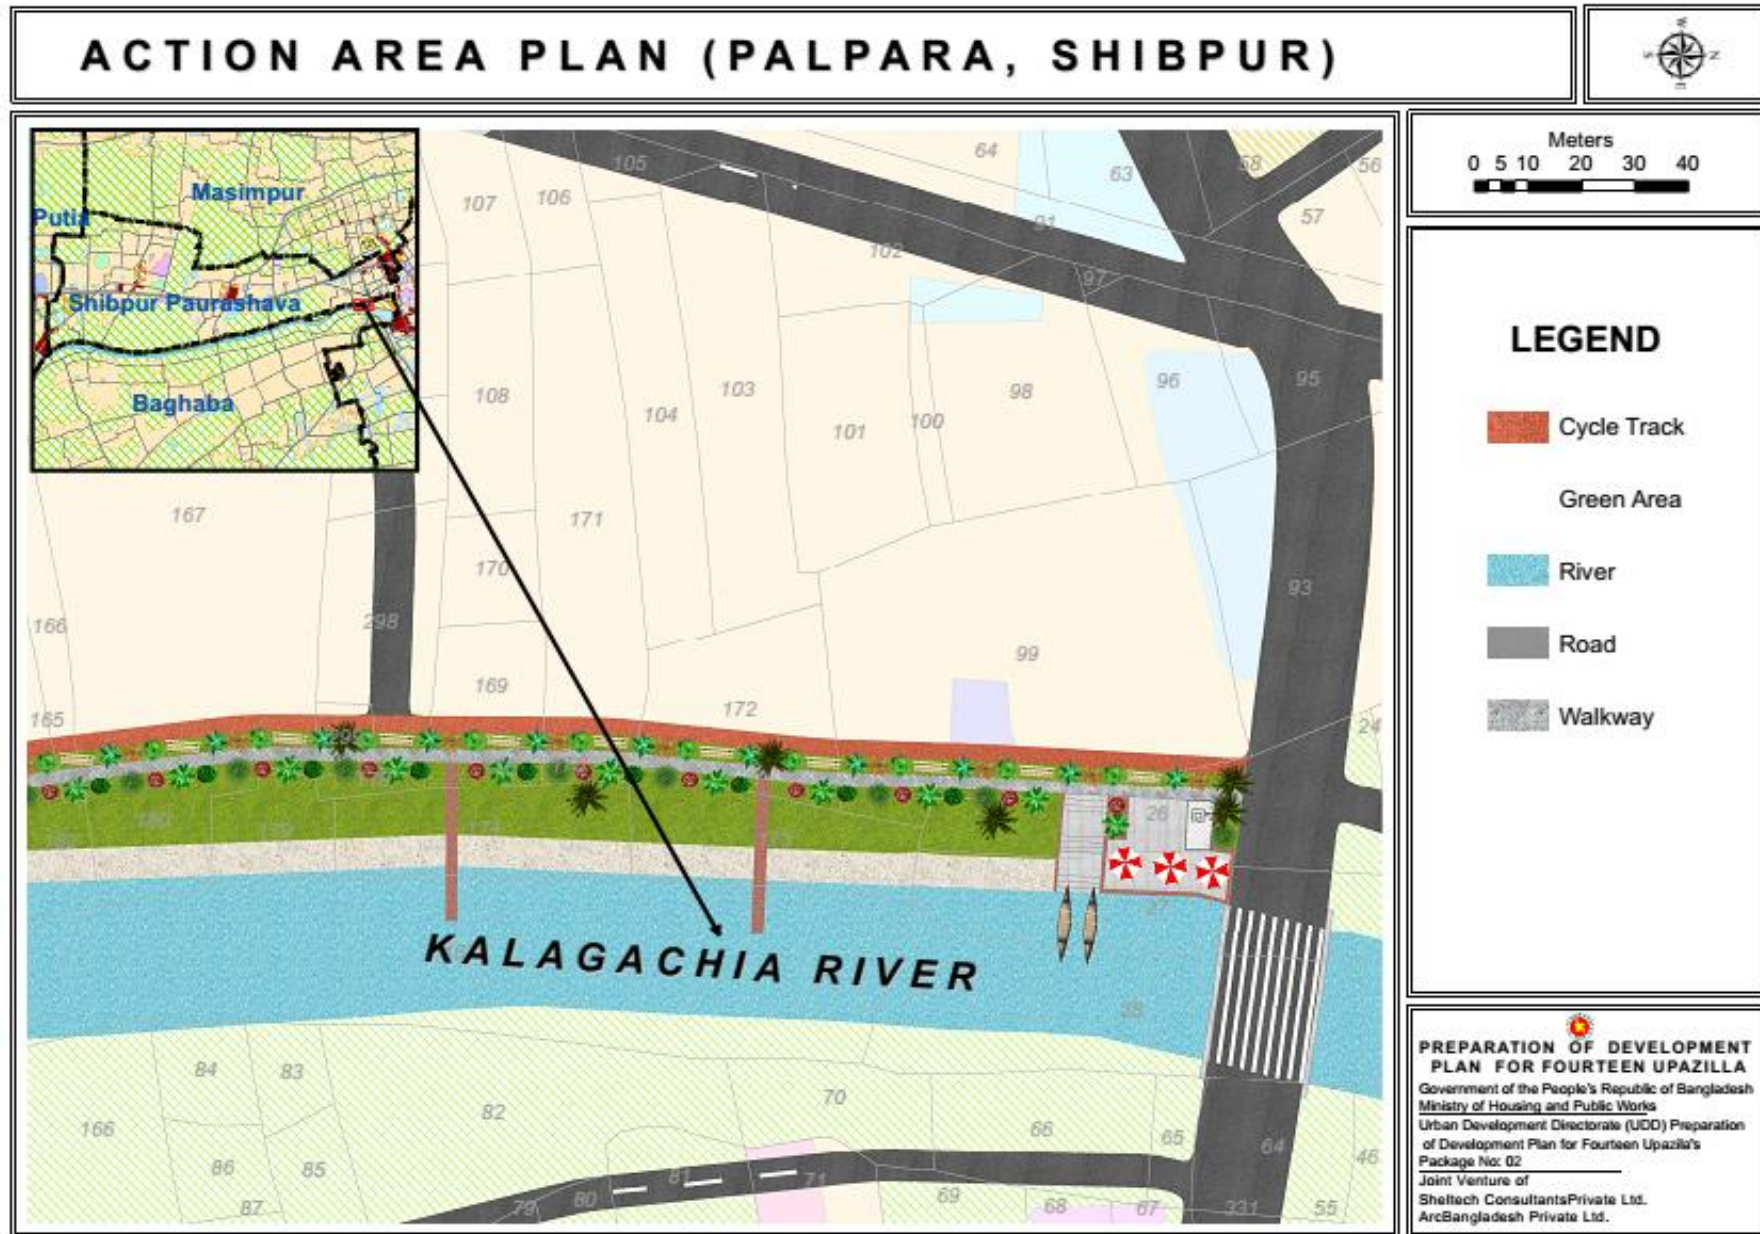 ACTION AREA PLAN (PALPARA, SHIBPUR)
W
S N
E
Meters
0 5 10 20 30 40
Masimpur
Putia
Shibpur Paurashava
Baghaba
105
64
63
58
56
107
106
57
91
102
97
108
104
103
101
100
98
96
95
167
171
170
298
93
166
99
169
165
172
24
26
27
KALAGACHIA RIVER
84
83
82
70
166
66
65
64
46
86
85
81
71
87
79
80
69
68
67
331
55
LEGEND
Cycle Track
Green Area
River
Road
Walkway
PREPARATION OF DEVELOPMENT
PLAN FOR FOURTEEN UPAZILLA
Government of the People's Republic of Bangladesh
Ministry of Housing and Public Works
Urban Development Directorate (UDD) Preparation
of Development Plan for Fourteen Upazila's
Package No: 02
Joint Venture of
Sheltech ConsultantsPrivate Ltd.
ArcBangladesh Private Ltd.